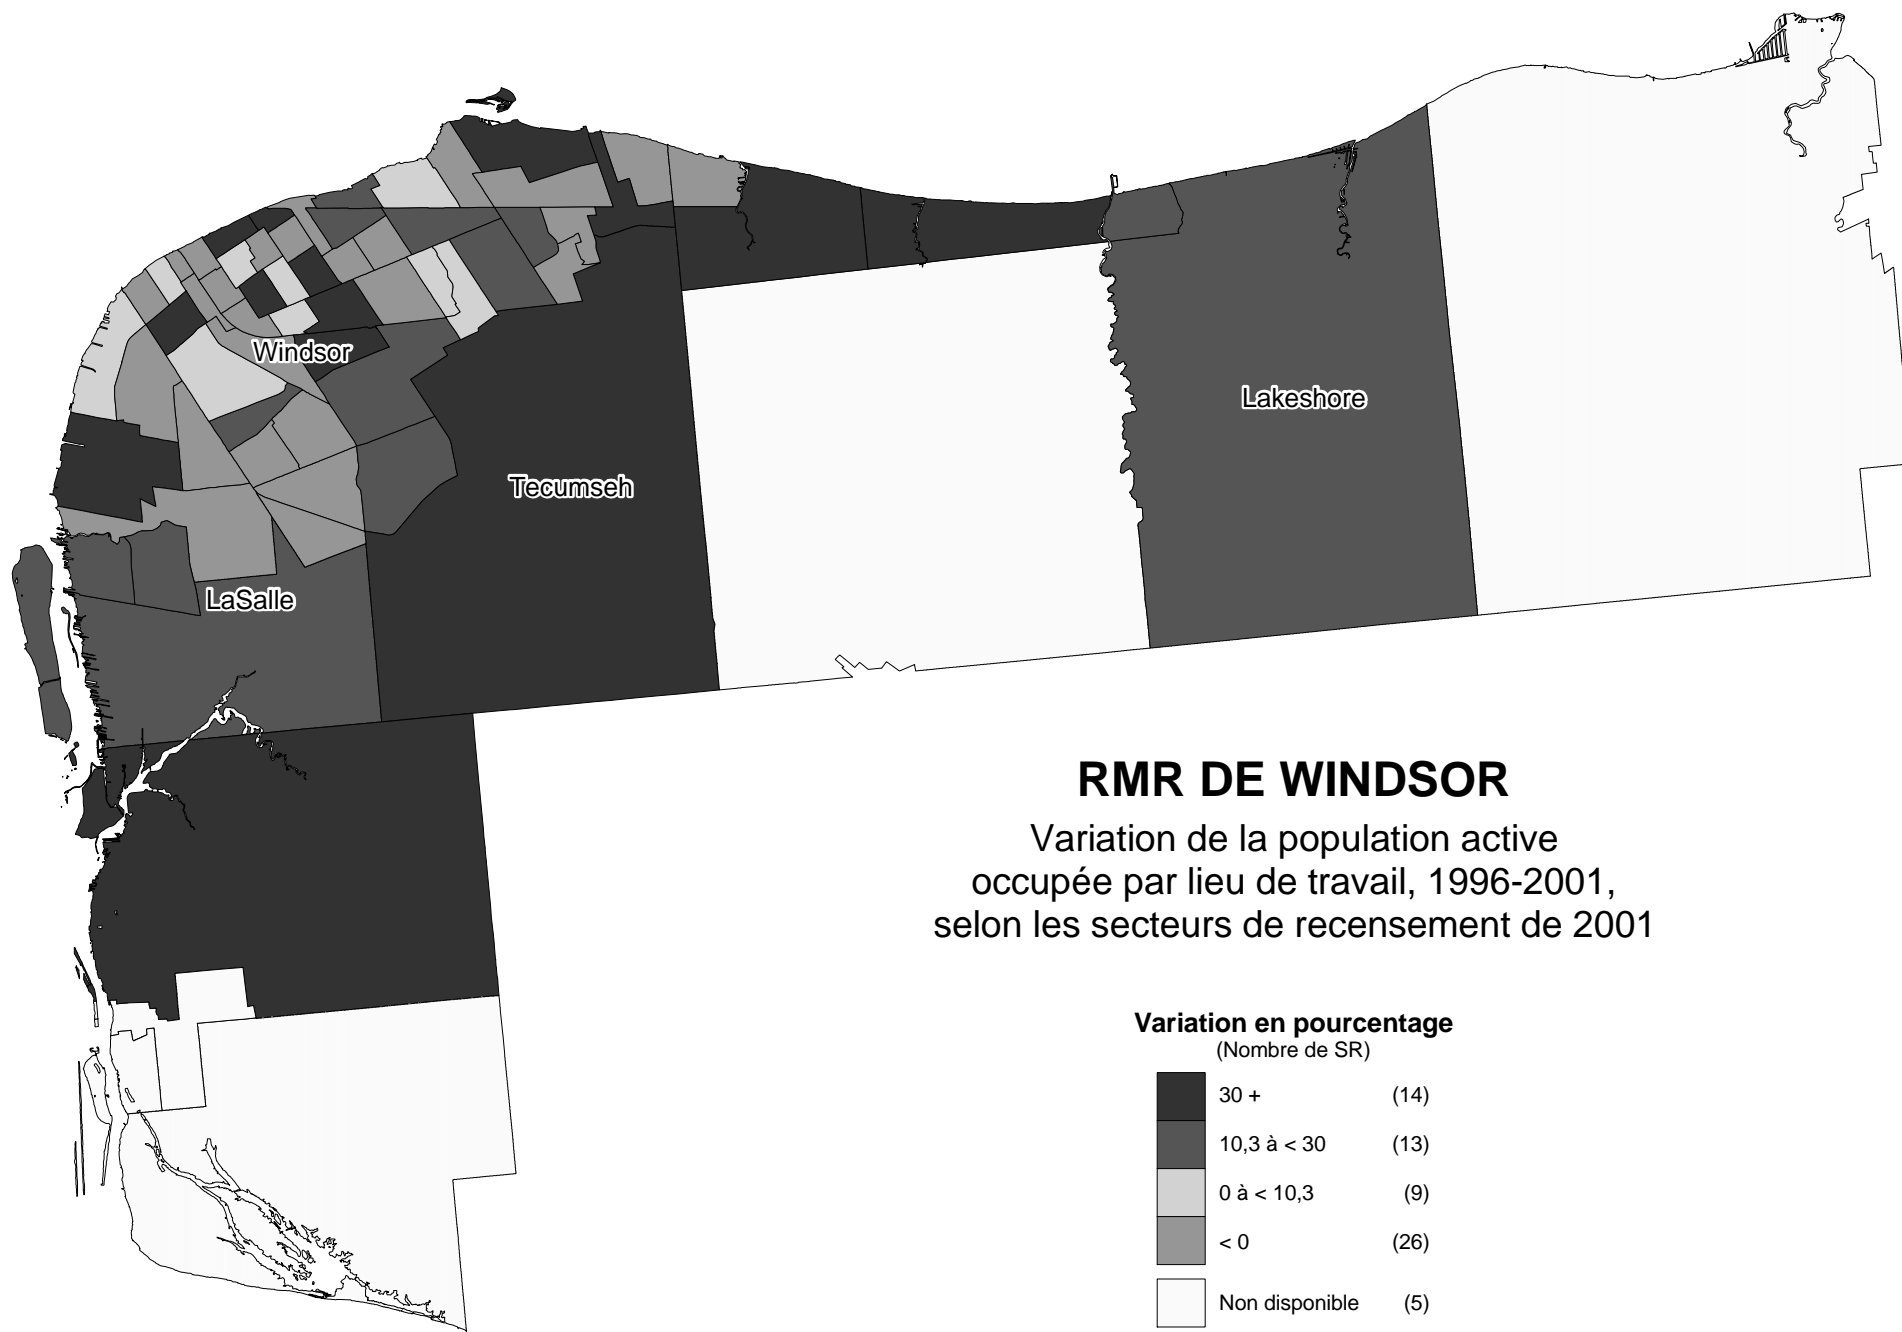 Windsor
Lakeshore
Tecumseh
LaSalle
RMR DE WINDSOR
Variation de la population active
occupée par lieu de travail, 1996-2001,
selon les secteurs de recensement de 2001
Variation en pourcentage
(Nombre de SR)
30 + (14)
10,3 à < 30 (13)
0 à < 10,3 (9)
< 0 (26)
Non disponible (5)